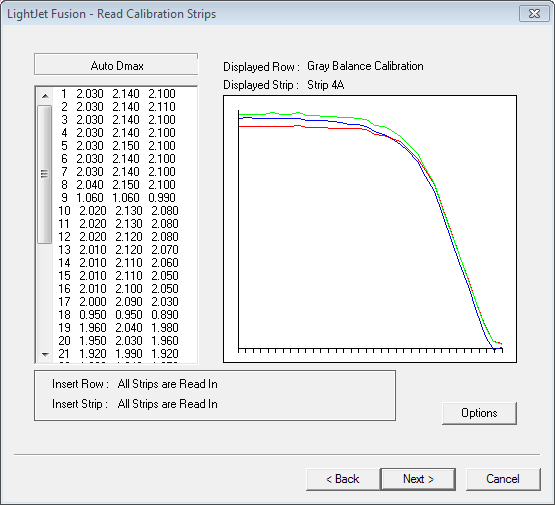 LightJet Fusion - Read Calibration Strips
Auto Dmax
1 2.030 2.140 2.100
2 2.030 2.140 2.110
3 2.030 2.140 2.100
4 2.030 2.140 2.100
5 2.030 2.150 2.100
6 2.030 2.140 2.100
7 2.030 2.140 2.100
8 2.040 2.150 2.100
9 1.060 1.060 0.990
10 2.020 2.130 2.080
11 2.020 2.130 2.080
12 2.020 2.120 2.080
13 2.010 2.120 2.070
14 2.010 2.110 2.060
15 2.010 2.110 2.050
16 2.010 2.100 2.050
17 2.000 2.090 2.030
18 0.950 0.950 0.890
19 1.960 2.040 1.980
20 1.950 2.030 1.960
21 1.920 1.990 1.920
Displayed Row : Gray Balance Calibration
Displayed Strip : Strip 4A
Insert Row : All Strips are Read In
Insert Strip : All Strips are Read In
Options
< Back
Next >
Cancel